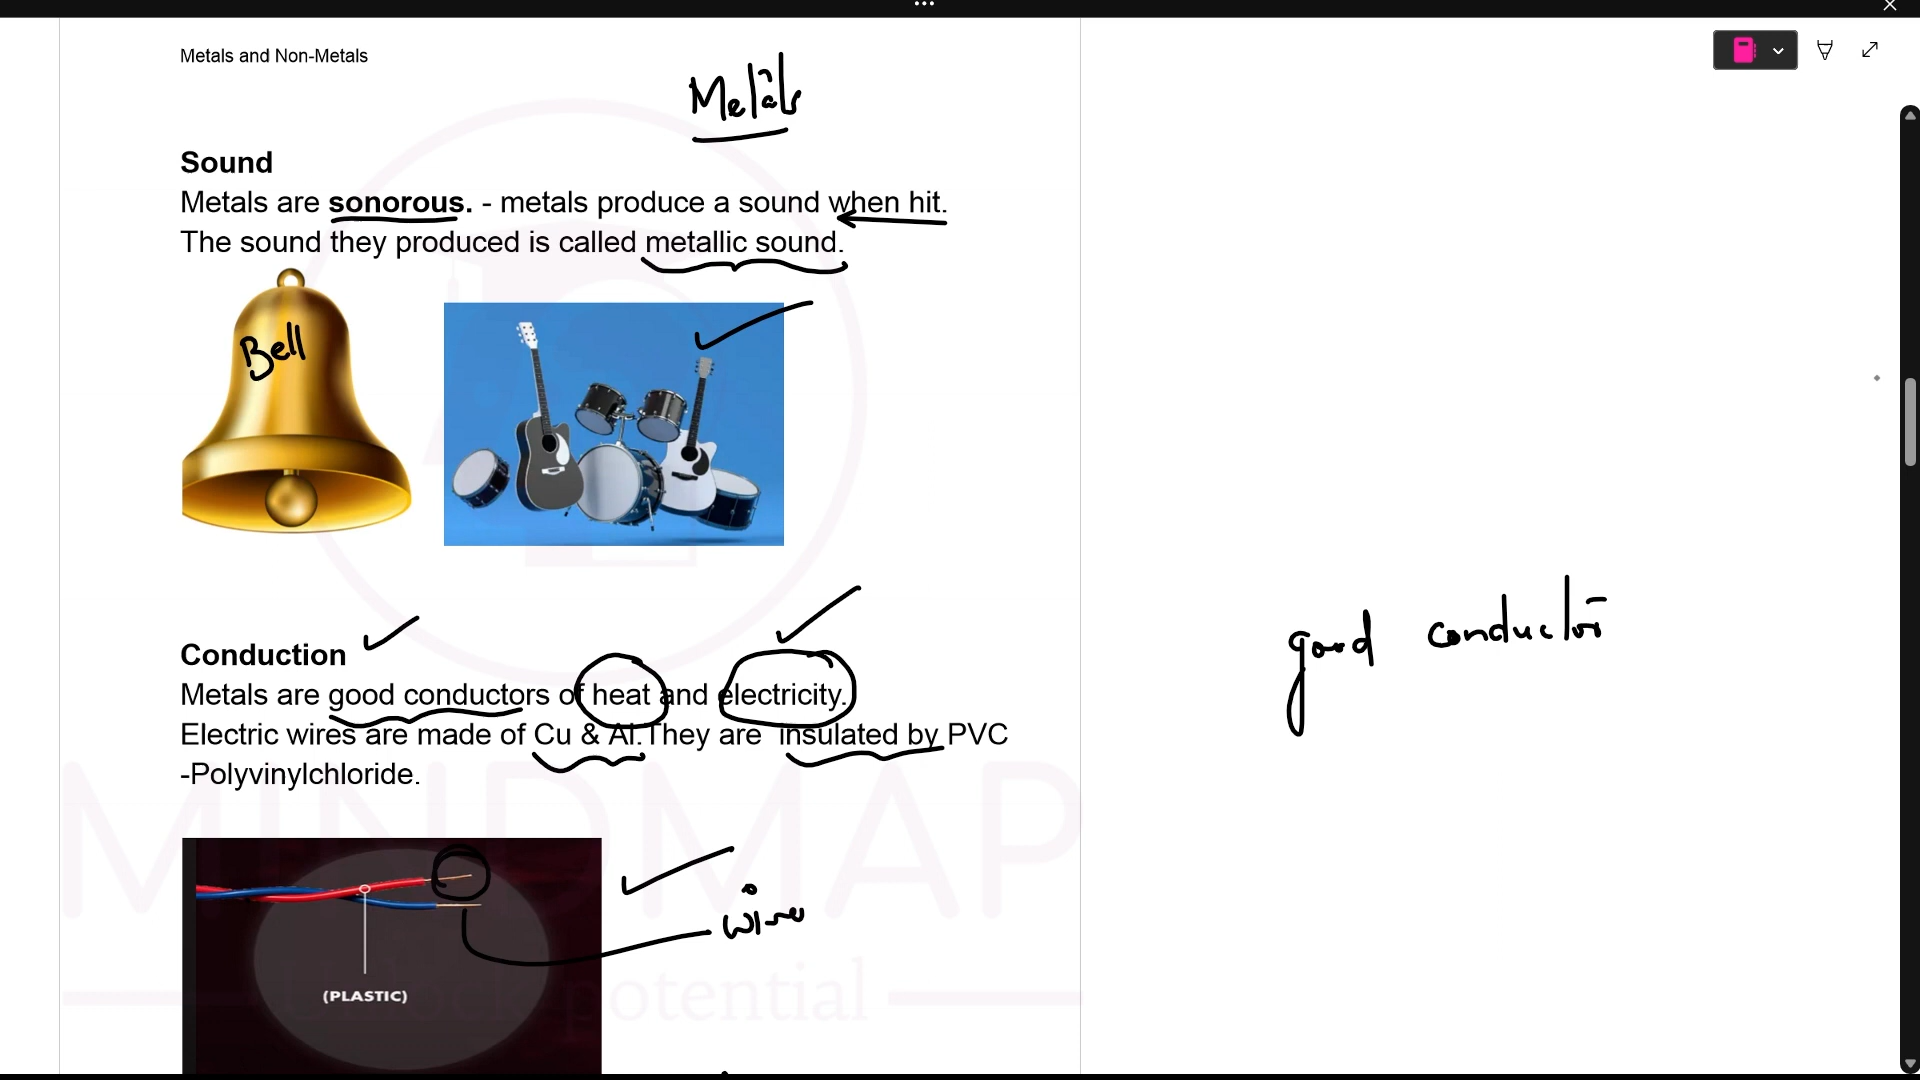 Metals and Non-Metals
Metals
Sound
Metals are sonorous. - metals produce a sound when hit.
The sound they produced is called metallic sound.
Bell
Conduction
Metals are good conductors of heat and electricity.
Electric wires are made of Cu & Al.They are insulated by PVC
-Polyvinylchloride.
good conductor
wire
(PLASTIC)
MINDMAP
potential